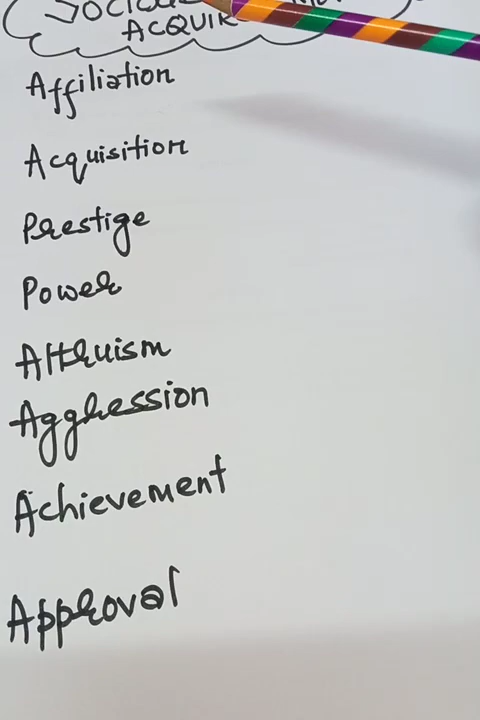 ACQUIR
Affiliation
Acquisition
Prestige
Power
Altruism
Aggression
Achievement
Approval